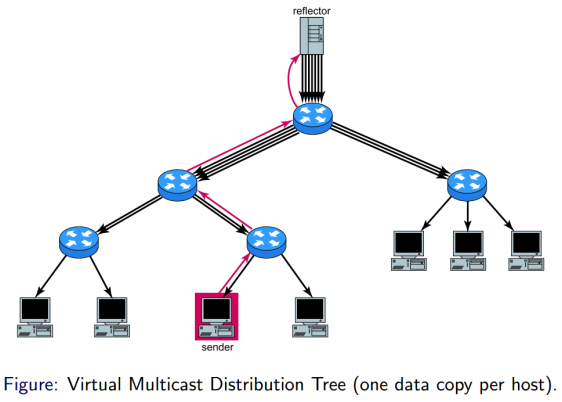 reflector
sender
Figure: Virtual Multicast Distribution Tree (one data copy per host).